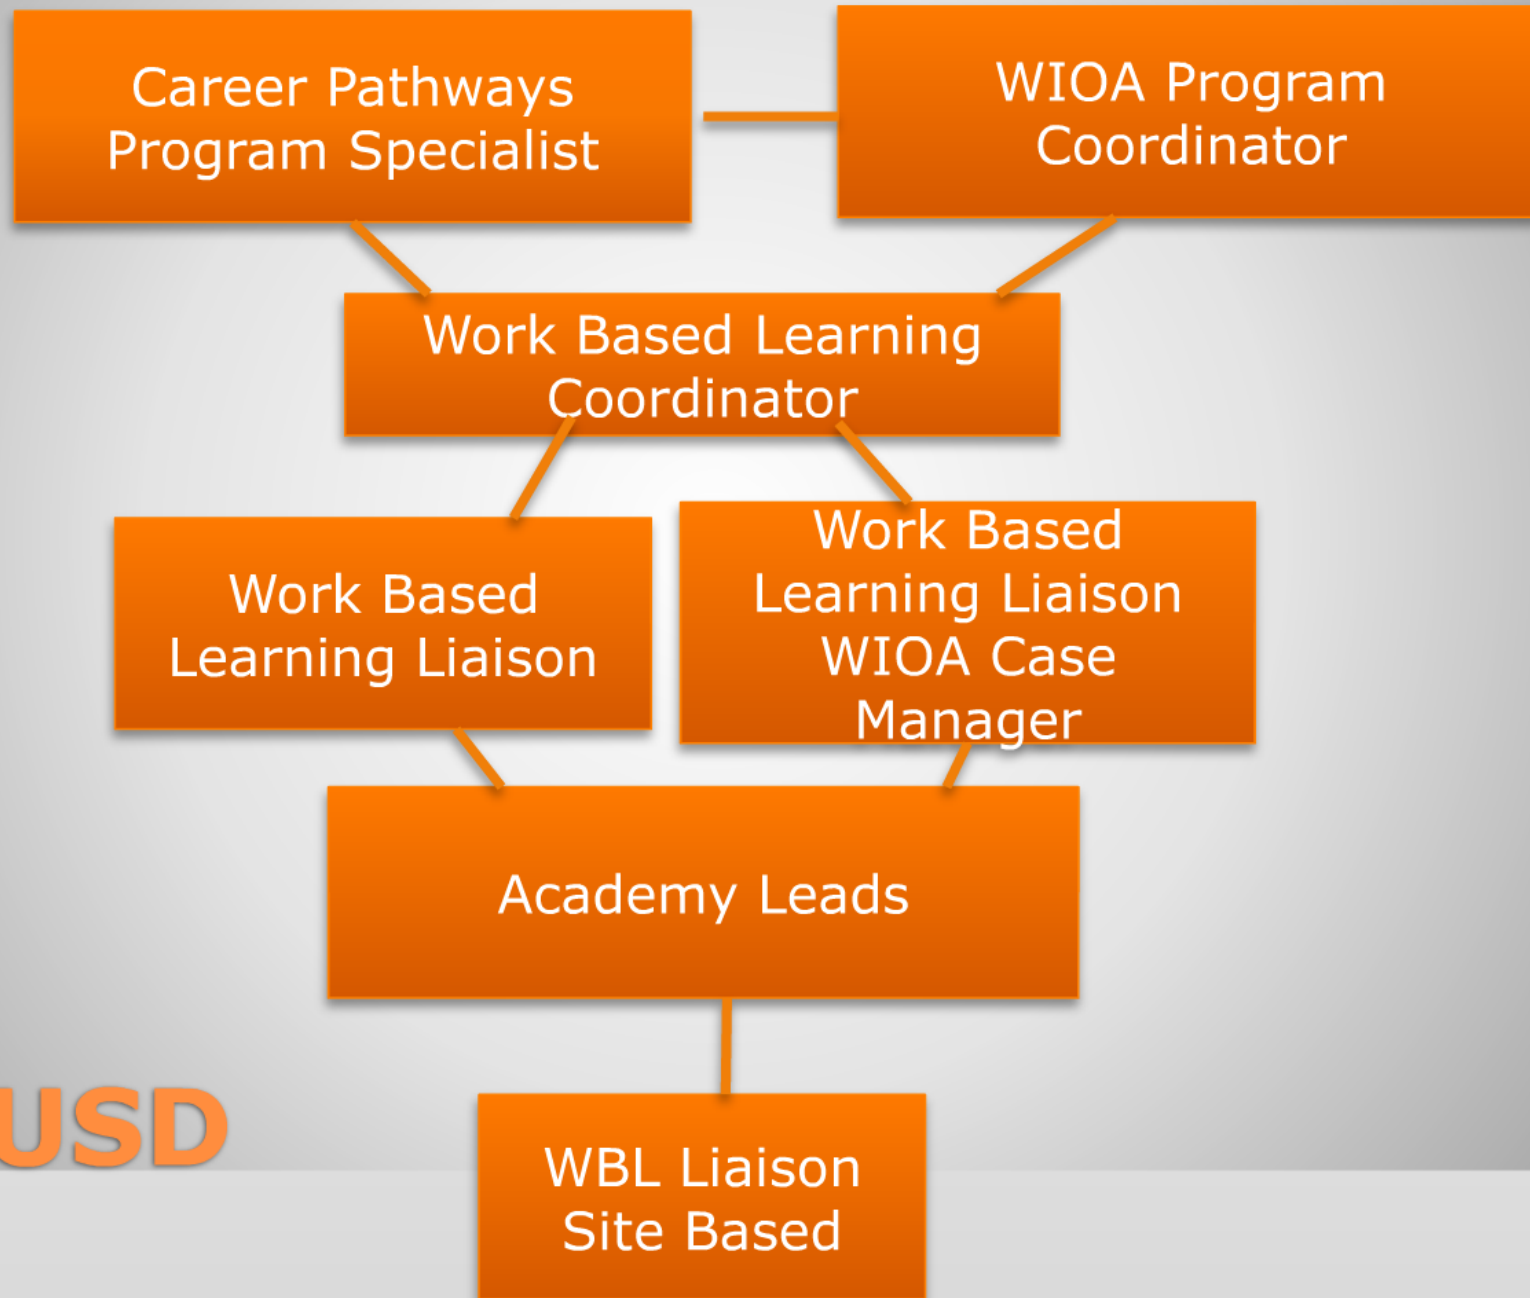 Career Pathways
Program Specialist
WIOA Program
Coordinator
Work Based Learning
Coordinator
Work Based
Learning Liaison
Work Based
Learning Liaison
WIOA Case
Manager
Academy Leads
USD
WBL Liaison
Site Based